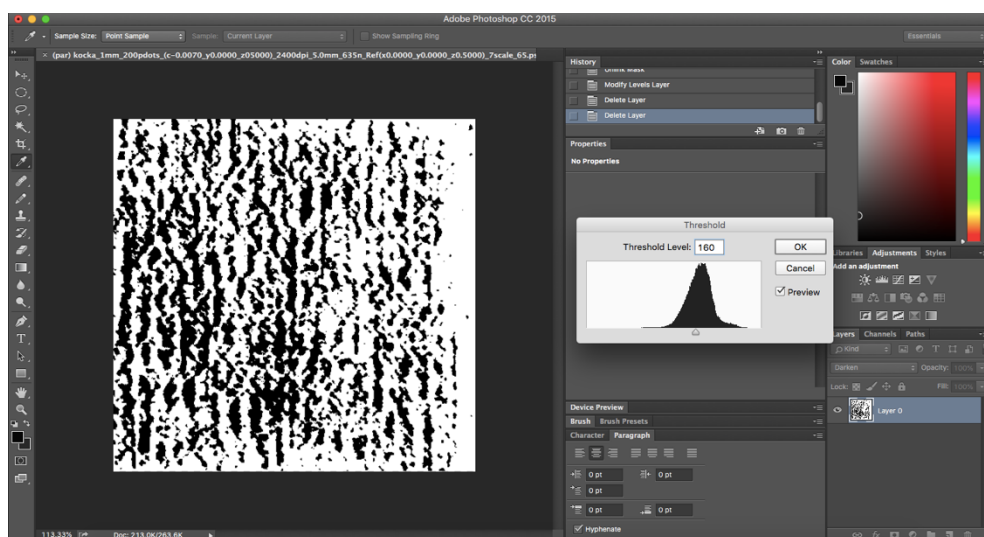 Adobe Photoshop CC 2015
Sample Size: Point Sample Sample: Current Layer Show Sampling Ring Essentials
× (par) kocka_1mm_200pdots_(c-0.0070_y0.0000_z05000)_2400dpi_5.0mm_635n_Ref(x0.0000_y0.0000_z0.5000)_7scale_65.ps
History
Unlink Mask
Modify Levels Layer
Delete Layer
Delete Layer
Properties
No Properties
Threshold
Threshold Level: 160
OK
Cancel
Preview
Color Swatches
Libraries Adjustments Styles
Add an adjustment
Layers Channels Paths
Kind
Darken Opacity: 100%
Lock: Fill: 100%
Layer 0
Device Preview
Brush Brush Presets
Character Paragraph
0 pt 0 pt
0 pt
0 pt 0 pt
Hyphenate
113.33% Doc: 213.0K/263.6K